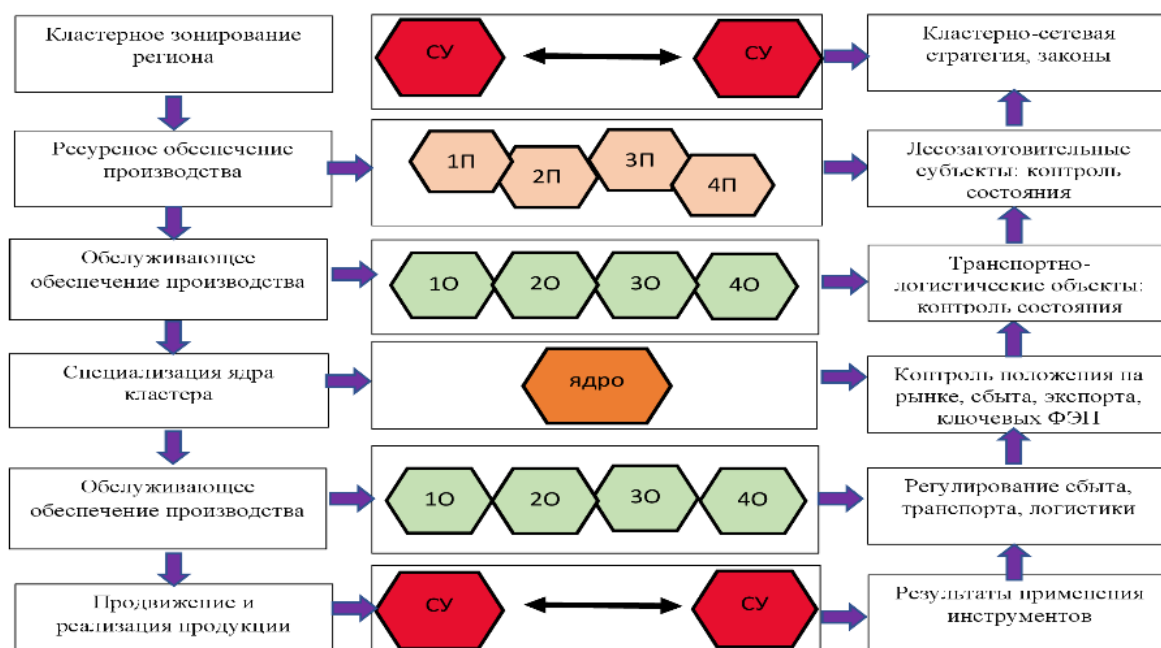 Кластерное зонирование
региона
СУ
СУ
Кластерно-сетевая
стратегия, законы
Ресурсное обеспечение
производства
1П
2П
3П
4П
Лесозаготовительные
субъекты: контроль
состояния
Обслуживающее
обеспечение производства
1О
2О
3О
4О
Транспортно-
логистические объекты:
контроль состояния
Специализация ядра
кластера
ядро
Контроль положения на
рынке, сбыта, экспорта,
ключевых ФЭП
Обслуживающее
обеспечение производства
1О
2О
3О
4О
Регулирование сбыта,
транспорта, логистики
Продвижение и
реализация продукции
СУ
СУ
Результаты применения
инструментов